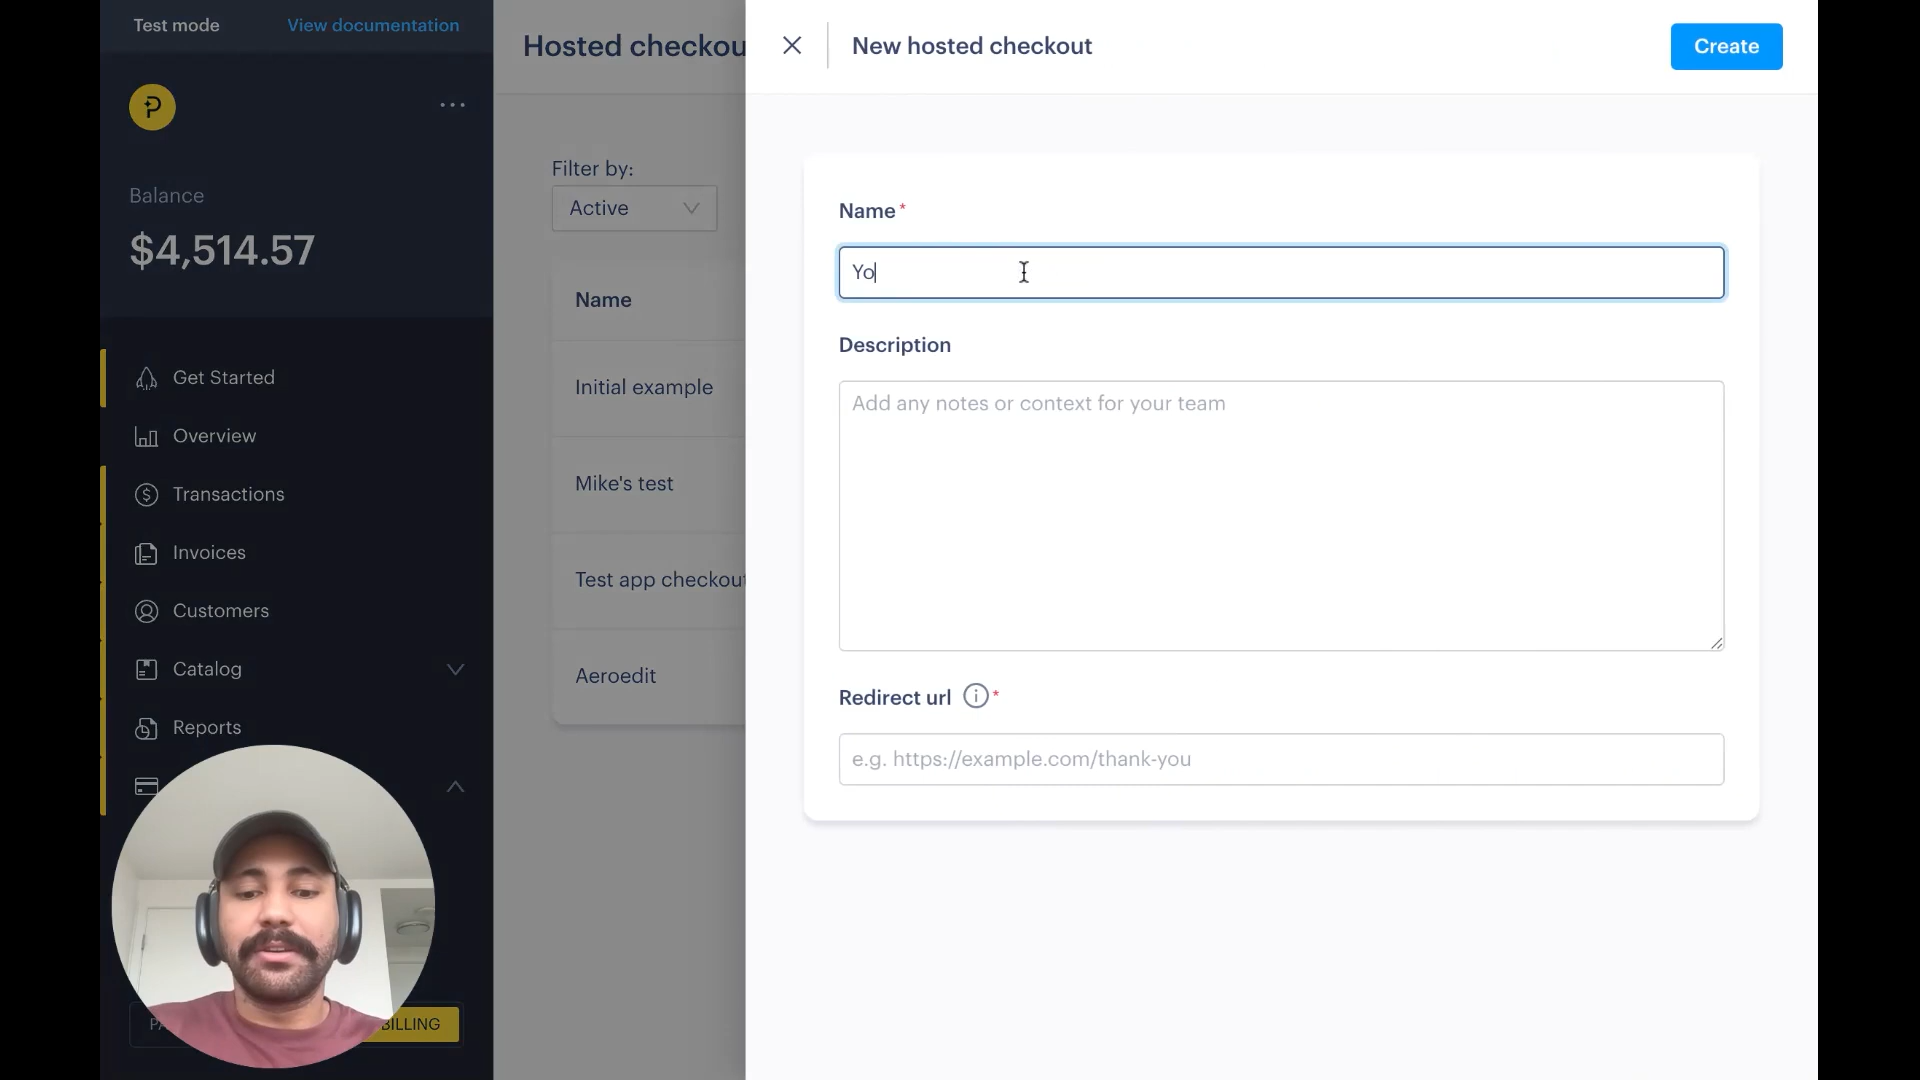 Test mode
View documentation
Balance
$4,514.57
Get Started
Overview
Transactions
Invoices
Customers
Catalog
Reports
BILLING
Hosted checkou
Filter by:
Active
Name
Initial example
Mike's test
Test app checkout
Aeroedit
New hosted checkout
Create
Name*
Yo
Description
Add any notes or context for your team
Redirect url *
e.g. https://example.com/thank-you